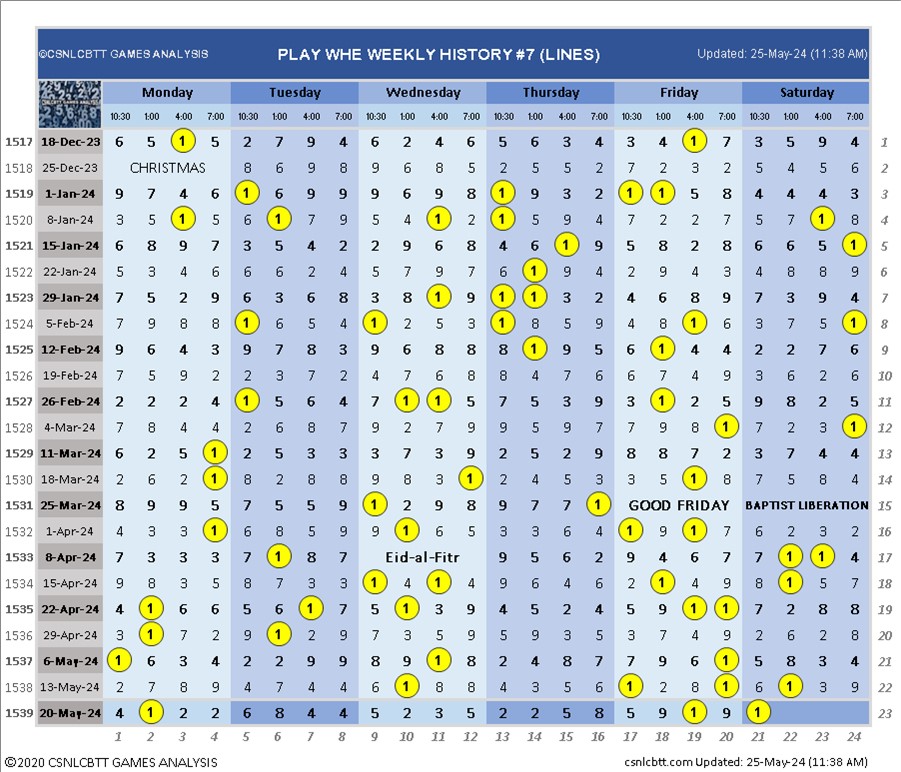 ©CSNLCBTT GAMES ANALYSIS PLAY WHE WEEKLY HISTORY #7 (LINES) Updated: 25-May-24 (11:38 AM)
CSNLCBTT GAMES ANALYSIS Monday Tuesday Wednesday Thursday Friday Saturday
10:30 1:00 4:00 7:00 10:30 1:00 4:00 7:00 10:30 1:00 4:00 7:00 10:30 1:00 4:00 7:00 10:30 1:00 4:00 7:00 10:30 1:00 4:00 7:00
1517 18-Dec-23 6 5 1 5 2 7 9 4 6 2 4 6 5 6 3 4 3 4 1 7 3 5 9 4 1
1518 25-Dec-23 CHRISTMAS 8 6 9 8 9 6 8 5 2 5 5 2 7 2 3 2 5 4 5 6 2
1519 1-Jan-24 9 7 4 6 1 6 9 9 9 6 9 8 1 9 3 2 1 1 5 8 4 4 4 3 3
1520 8-Jan-24 3 5 1 5 6 1 7 9 5 4 1 2 1 5 9 4 7 2 2 7 5 7 1 8 4
1521 15-Jan-24 6 8 9 7 3 5 4 2 2 9 6 8 4 6 1 9 5 8 2 8 6 6 5 1 5
1522 22-Jan-24 5 3 4 6 6 6 2 4 5 7 9 7 6 1 9 4 2 9 4 3 4 8 8 9 6
1523 29-Jan-24 7 5 2 9 6 3 6 8 3 8 1 9 1 1 3 2 4 6 8 9 7 3 9 4 7
1524 5-Feb-24 7 9 8 8 1 6 5 4 1 2 5 3 1 8 5 9 4 8 1 6 3 7 5 1 8
1525 12-Feb-24 9 6 4 3 9 7 8 3 9 6 8 8 8 1 9 5 6 1 4 4 2 2 7 6 9
1526 19-Feb-24 7 5 9 2 2 3 7 2 4 7 6 8 8 4 7 6 6 7 4 9 3 6 2 6 10
1527 26-Feb-24 2 2 2 4 1 5 6 4 7 1 1 5 7 5 3 9 3 1 2 5 9 8 2 5 11
1528 4-Mar-24 7 8 4 4 2 6 8 7 9 2 7 9 9 5 9 7 7 9 8 1 7 2 3 1 12
1529 11-Mar-24 6 2 5 1 2 5 3 3 3 7 3 9 2 5 2 9 8 8 7 2 3 7 4 4 13
1530 18-Mar-24 2 6 2 1 8 2 8 8 9 8 3 1 2 4 5 3 3 5 1 8 7 5 8 4 14
1531 25-Mar-24 8 9 9 5 7 5 5 9 1 2 9 8 9 7 7 1 GOOD FRIDAY BAPTIST LIBERATION 15
1532 1-Apr-24 4 3 3 1 6 8 5 9 9 1 6 2 3 3 6 4 1 9 1 7 6 2 3 2 16
1533 8-Apr-24 7 3 3 3 7 1 8 7 Eid-al-Fitr 9 5 6 2 9 4 6 7 7 1 1 4 17
1534 15-Apr-24 9 8 3 5 8 7 3 3 1 4 1 4 9 6 4 6 2 1 4 9 8 1 5 7 18
1535 22-Apr-24 4 1 6 6 5 6 1 7 5 1 3 9 4 5 2 4 5 9 1 1 7 2 8 8 19
1536 29-Apr-24 3 1 7 2 9 1 2 9 7 3 5 9 5 9 3 5 3 7 4 9 2 6 2 8 20
1537 6-May-24 1 6 3 4 2 2 9 9 8 9 1 8 2 4 8 7 7 9 6 1 5 8 3 4 21
1538 13-May-24 2 7 8 9 4 7 4 4 6 1 8 8 4 3 5 6 1 2 8 1 6 1 3 9 22
1539 20-May-24 4 1 2 2 6 8 4 4 5 2 3 5 2 2 5 8 5 9 1 9 1 23
1 2 3 4 5 6 7 8 9 10 11 12 13 14 15 16 17 18 19 20 21 22 23 24
©2020 CSNLCBTT GAMES ANALYSIS csnlcbtt.com Updated: 25-May-24 (11:38 AM)